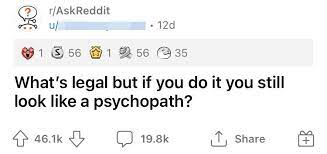 r/AskReddit
u/ • 12d
1 S 56 1 56 35
What's legal but if you do it you still
look like a psychopath?
46.1k 19.8k Share